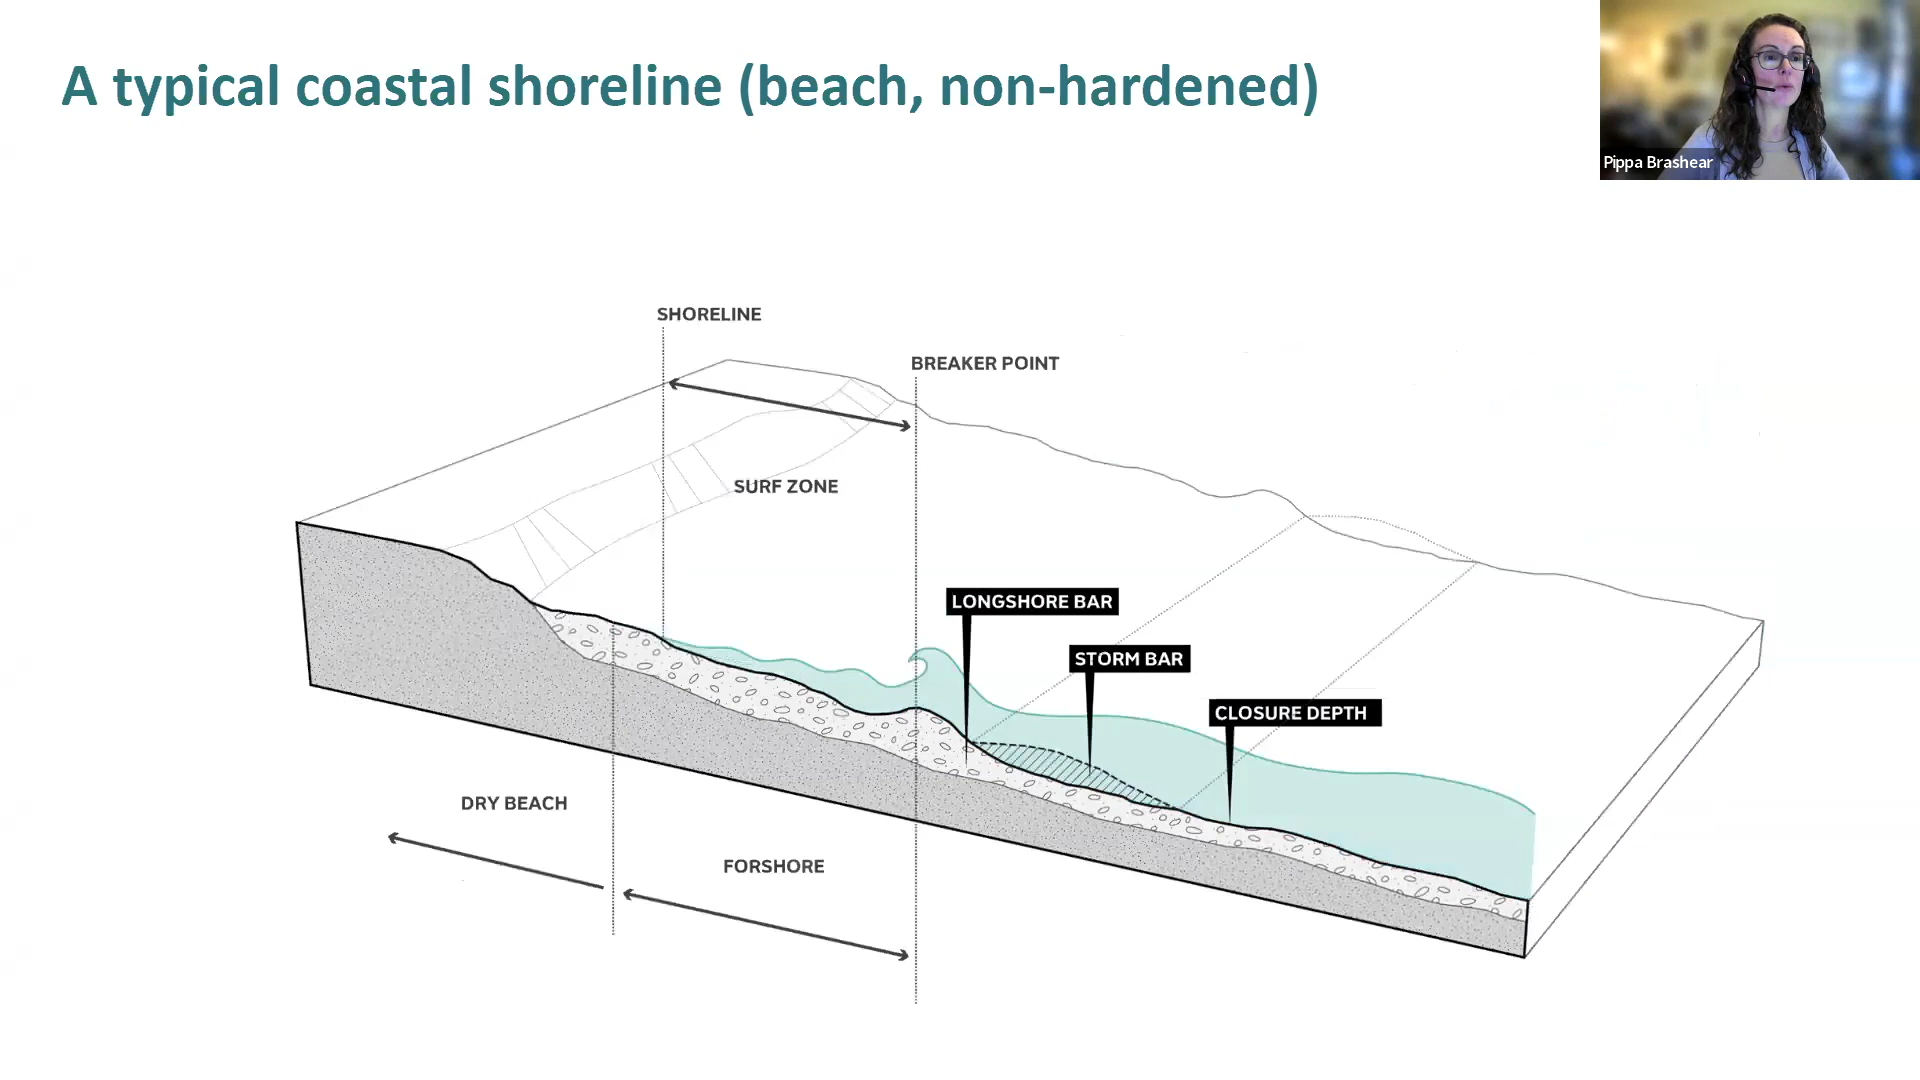 A typical coastal shoreline (beach, non-hardened)
Pippa Brashear
SHORELINE
BREAKER POINT
SURF ZONE
LONGSHORE BAR
STORM BAR
CLOSURE DEPTH
DRY BEACH
FORSHORE